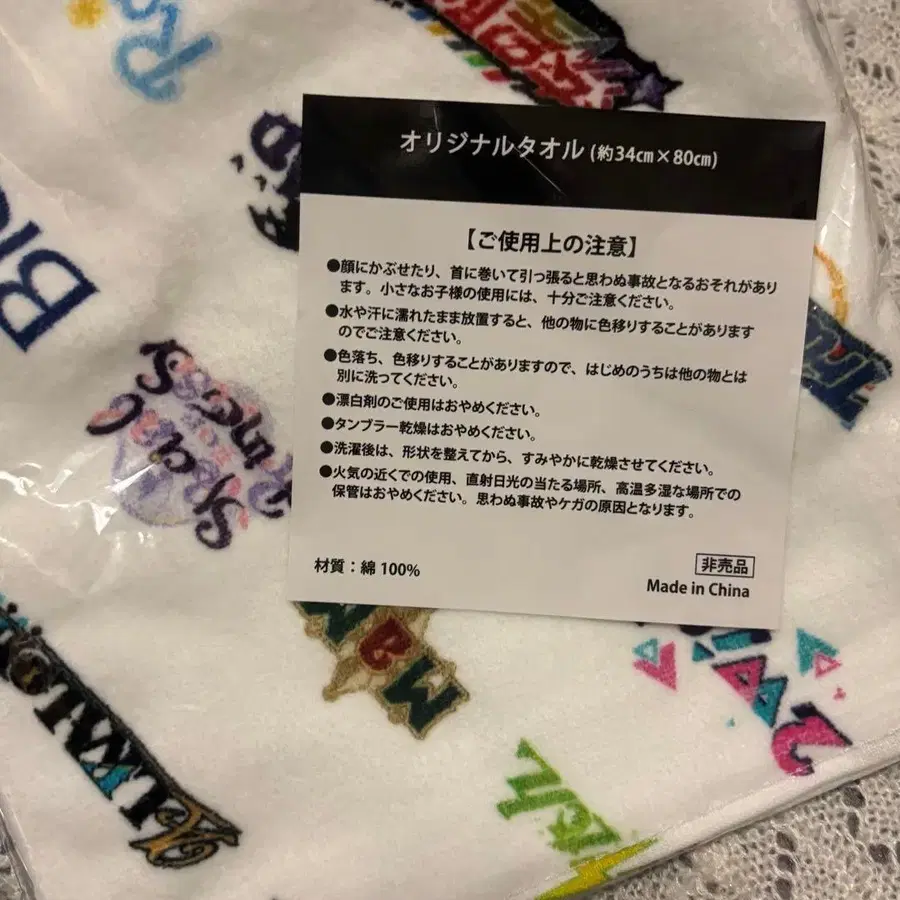 オリジナルタオル (約34㎝×80㎝)
【ご使用上の注意】
●顔にかぶせたり、首に巻いて引っ張ると思わぬ事故となるおそれがあり
ます。小さなお子様の使用には、十分ご注意ください。
●水や汗に濡れたまま放置すると、他の物に色移りすることがあります
のでご注意ください。
●色落ち、色移りすることがありますので、はじめのうちは他の物とは
別に洗ってください。
●漂白剤のご使用はおやめください。
●タンブラー乾燥はおやめください。
●洗濯後は、形状を整えてから、すみやかに乾燥させてください。
●火気の近くでの使用、直射日光の当たる場所、高温多湿な場所での
保管はおやめください。思わぬ事故やケガの原因となります。
材質：綿 100%
非売品
Made in China